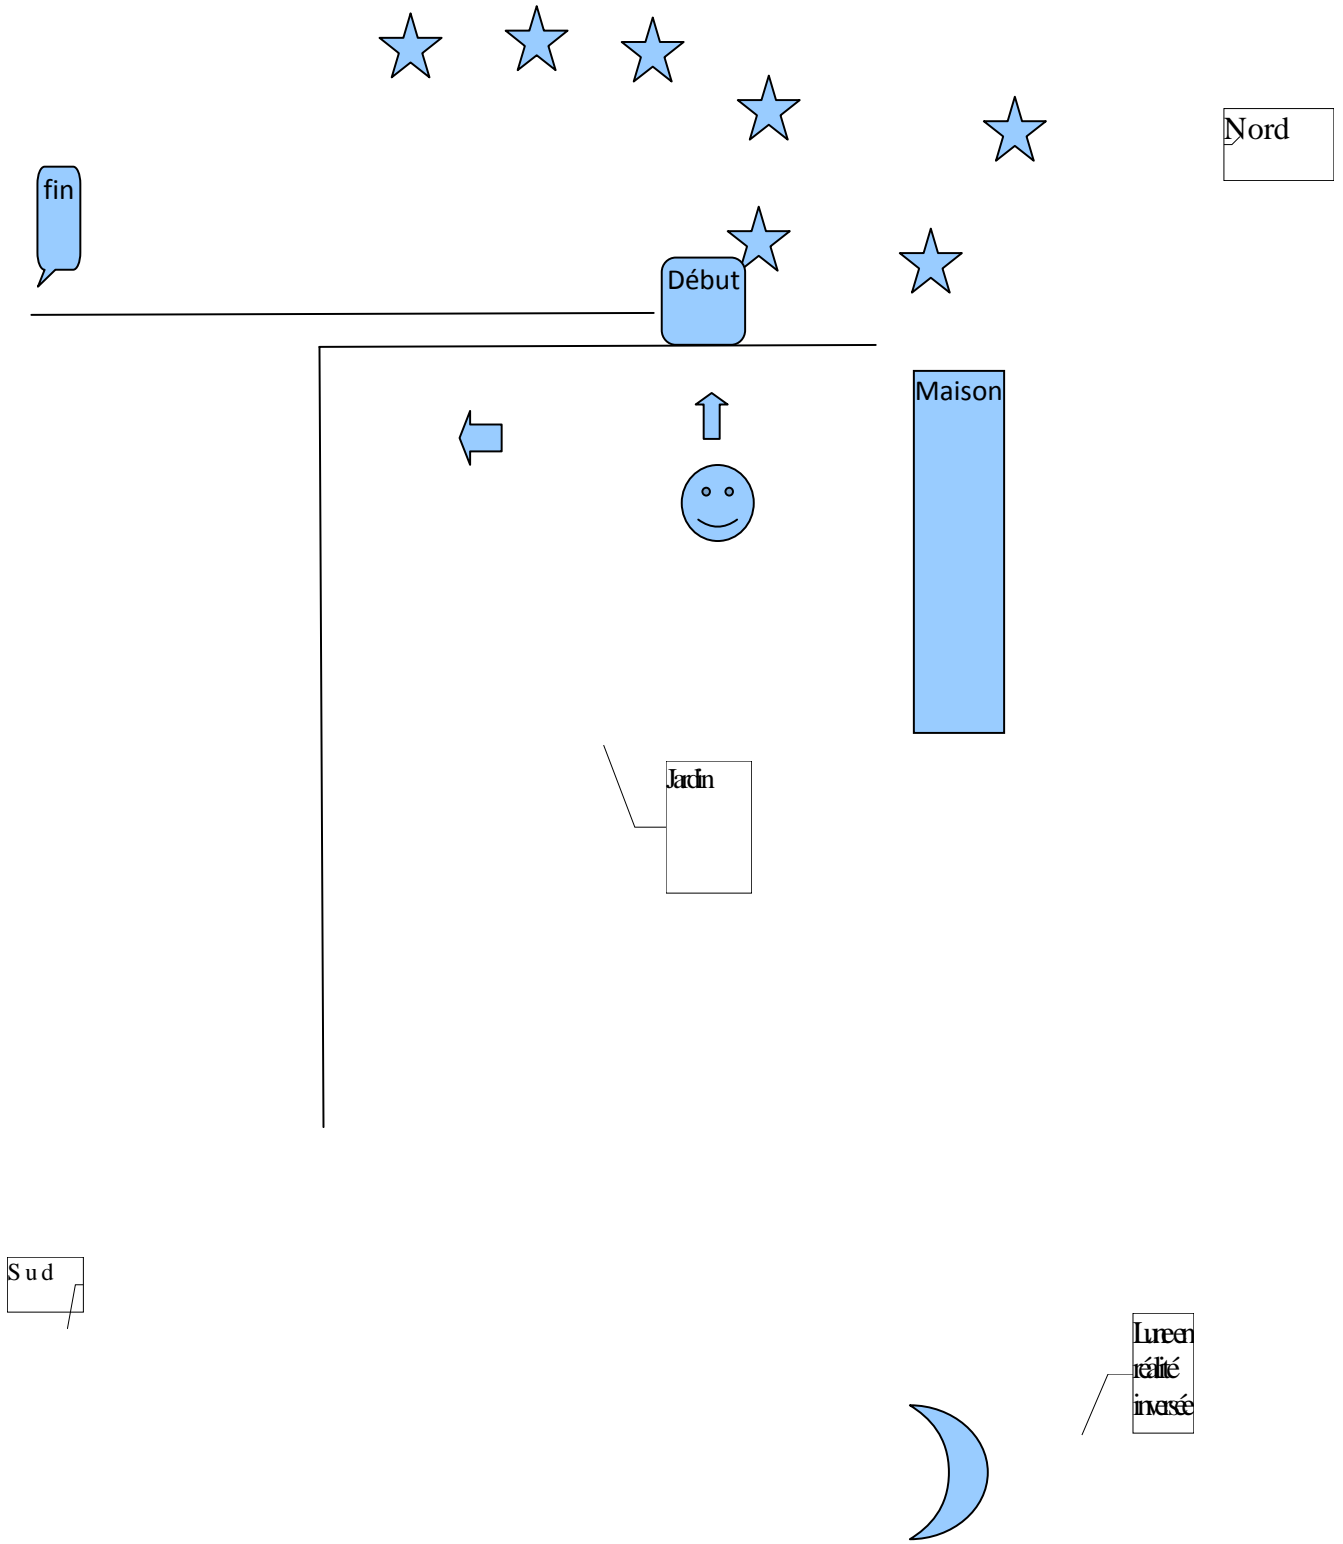 Nord
fin
Début
Maison
Jardin
Sud
Lune en
réalité
inversée